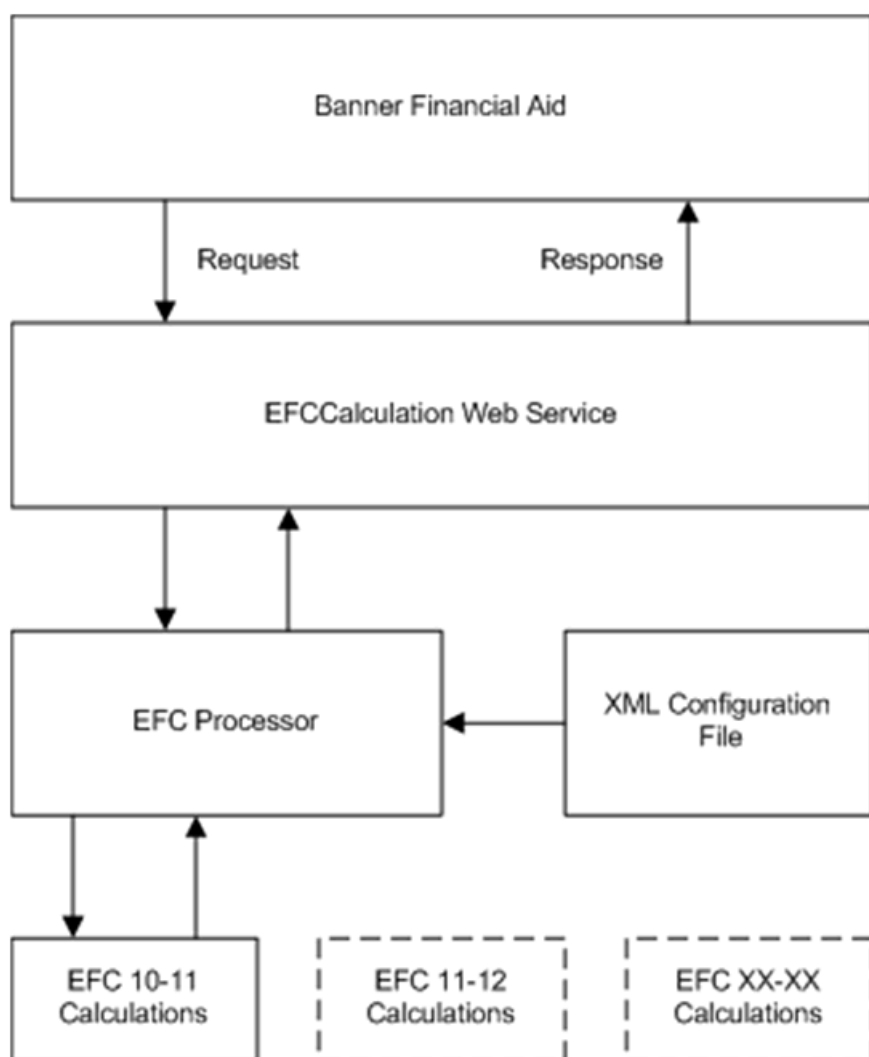 Banner Financial Aid
Request
Response
EFCCalculation Web Service
EFC Processor
XML Configuration
File
EFC 10-11
Calculations
EFC 11-12
Calculations
EFC XX-XX
Calculations